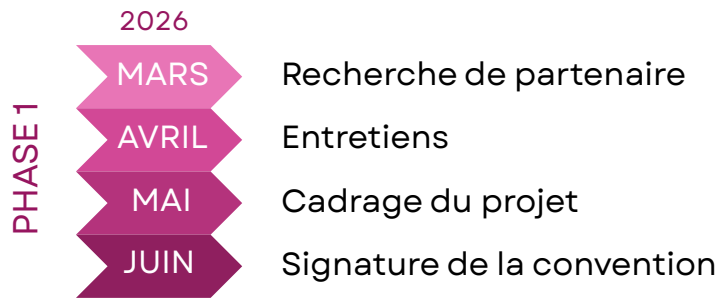 2026
PHASE 1
MARS Recherche de partenaire
AVRIL Entretiens
MAI Cadrage du projet
JUIN Signature de la convention